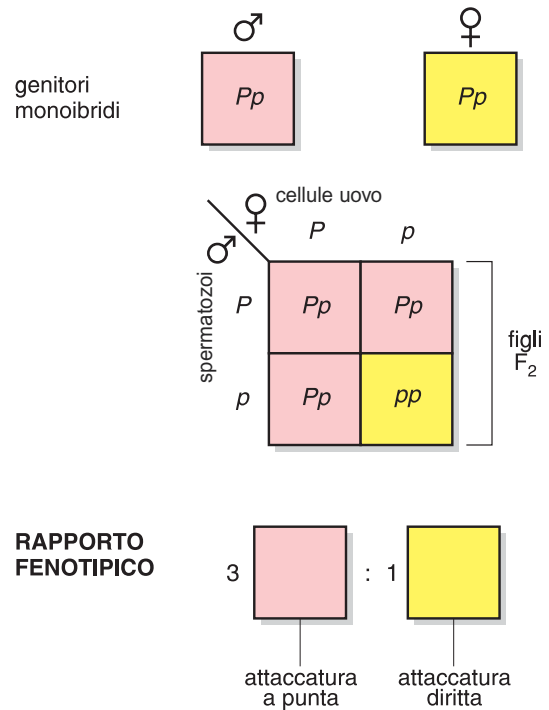 ♂ ♀
genitori
monoibridi
Pp Pp
♀ cellule uovo
♂
spermatozoi
P p
P Pp Pp
p Pp pp
figli
F₂
RAPPORTO
FENOTIPICO
3 : 1
attaccatura
a punta
attaccatura
diritta